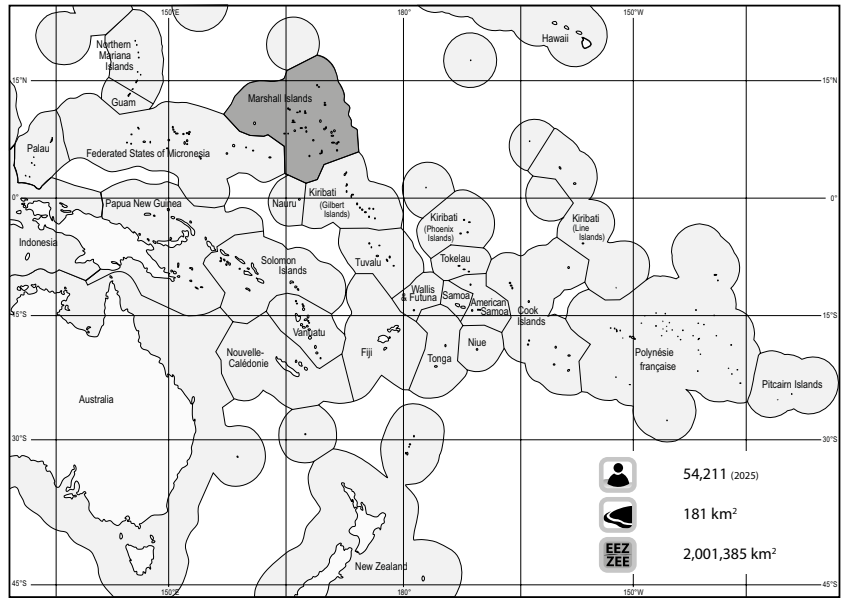 150°E
180°
150°W
Hawaii
Northern
Mariana
Islands
15°N
15°N
Guam
Marshall Islands
Palau
Federated States of Micronesia
0°
0°
Papua New Guinea
Nauru
Kiribati
(Gilbert
Islands)
Kiribati
(Phoenix
Islands)
Kiribati
(Line
Islands)
Indonesia
Solomon
Islands
Tuvalu
Tokelau
Wallis
& Futuna
Samoa
American
Samoa
Cook
Islands
15°S
15°S
Vanuatu
Nouvelle-
Calédonie
Fiji
Tonga
Niue
Polynésie
française
Pitcairn Islands
Australia
30°S
30°S
54,211 (2025)
181 km²
EEZ
ZEE
2,001,385 km²
New Zealand
45°S
45°S
150°E
180°
150°W